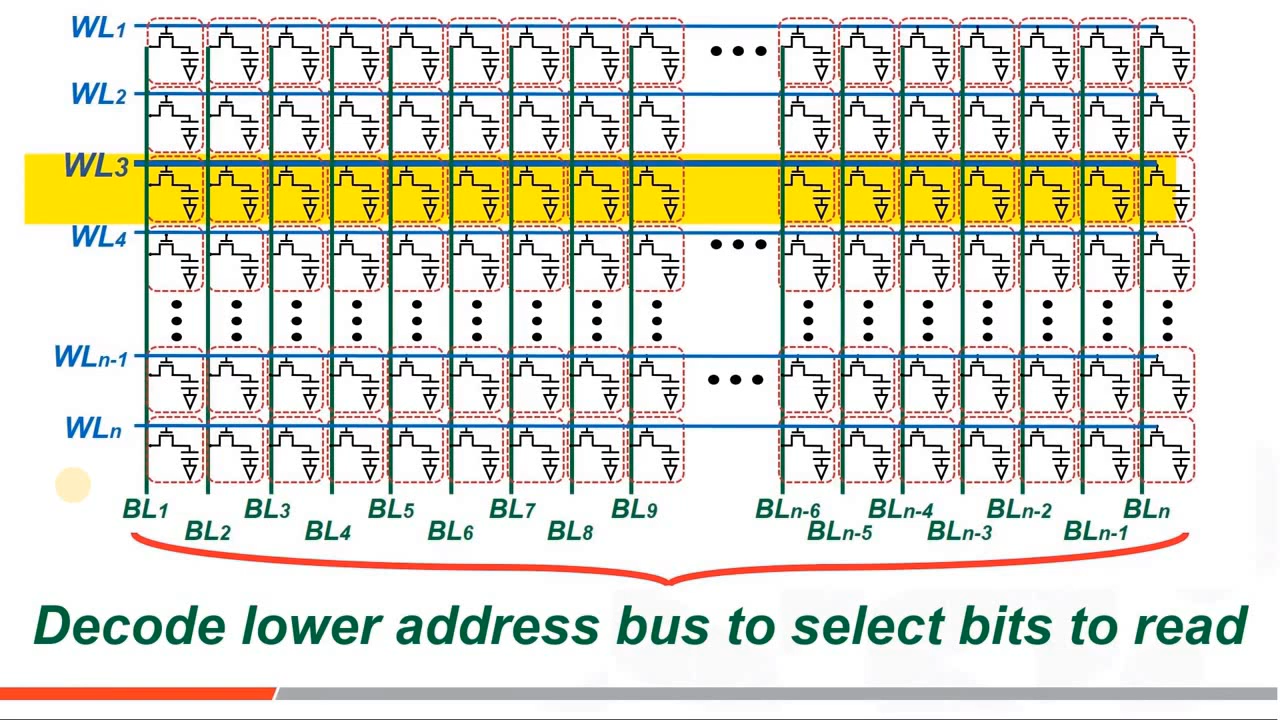 WL1
WL2
WL3
WL4
WLn-1
WLn
BL1 BL3 BL5 BL7 BL9 BLn-6 BLn-4 BLn-2 BLn
BL2 BL4 BL6 BL8 BLn-5 BLn-3 BLn-1
Decode lower address bus to select bits to read